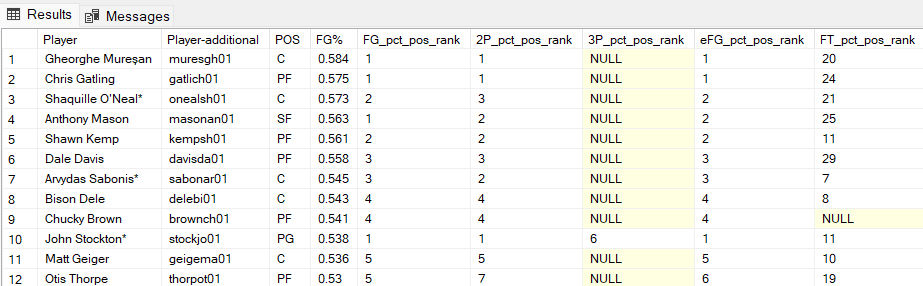 Results Messages
Player Player-additional POS FG% FG_pct_pos_rank 2P_pct_pos_rank 3P_pct_pos_rank eFG_pct_pos_rank FT_pct_pos_rank
1 Gheorghe Mureșan muresgh01 C 0.584 1 1 NULL 1 20
2 Chris Gatling gatlich01 PF 0.575 1 1 NULL 1 24
3 Shaquille O'Neal* onealsh01 C 0.573 2 3 NULL 2 21
4 Anthony Mason masonan01 SF 0.563 1 2 NULL 2 25
5 Shawn Kemp kempsh01 PF 0.561 2 2 NULL 2 11
6 Dale Davis davisda01 PF 0.558 3 3 NULL 3 29
7 Arvydas Sabonis* sabonar01 C 0.545 3 2 NULL 3 7
8 Bison Dele delebi01 C 0.543 4 4 NULL 4 8
9 Chucky Brown brownch01 PF 0.541 4 4 NULL 4 NULL
10 John Stockton* stockjo01 PG 0.538 1 1 6 1 11
11 Matt Geiger geigema01 C 0.536 5 5 NULL 5 10
12 Otis Thorpe thorpot01 PF 0.53 5 7 NULL 6 19